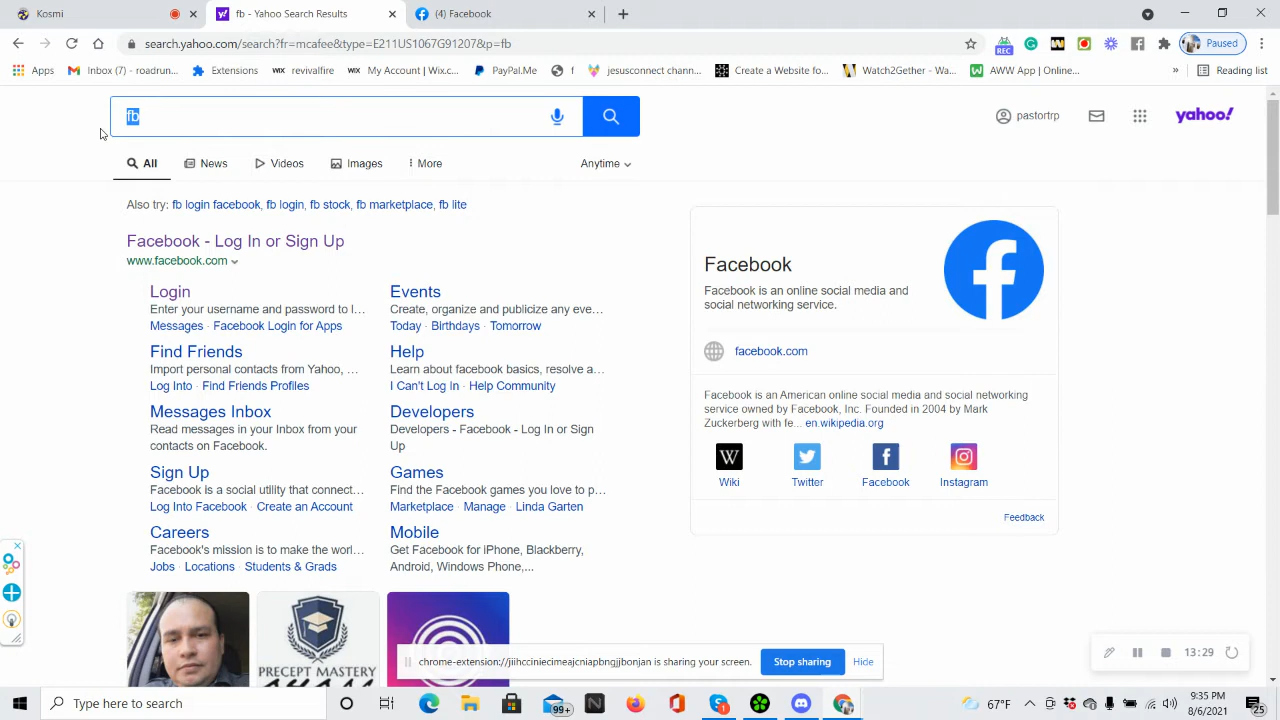 Kosmi
fb - Yahoo Search Results
(4) Facebook
search.yahoo.com/search?fr=mcafee&type=E211US1067G91207&p=fb
REC
Paused
Apps
Inbox (7) - roadrun...
Extensions
WIX revivalfire
WIX My Account | Wix.c...
PayPal.Me
f
jesusconnect chann...
Create a Website fo...
Watch2Gether - Wa...
AWW App | Online...
»
Reading list
fb
pastortrp
yahoo!
All
News
Videos
Images
More
Anytime
Also try: fb login facebook, fb login, fb stock, fb marketplace, fb lite
Facebook - Log In or Sign Up
www.facebook.com
Login
Enter your username and password to l...
Messages · Facebook Login for Apps
Events
Create, organize and publicize any eve...
Today · Birthdays · Tomorrow
Find Friends
Import personal contacts from Yahoo, ...
Log Into · Find Friends Profiles
Help
Learn about facebook basics, resolve a...
I Can't Log In · Help Community
Messages Inbox
Read messages in your Inbox from your
contacts on Facebook.
Developers
Developers - Facebook - Log In or Sign
Up
Sign Up
Facebook is a social utility that connect...
Log Into Facebook · Create an Account
Games
Find the Facebook games you love to p...
Marketplace · Manage · Linda Garten
Careers
Facebook's mission is to make the worl...
Jobs · Locations · Students & Grads
Mobile
Get Facebook for iPhone, Blackberry,
Android, Windows Phone,...
Facebook
Facebook is an online social media and
social networking service.
facebook.com
Facebook is an American online social media and social networking
service owned by Facebook, Inc. Founded in 2004 by Mark
Zuckerberg with fe... en.wikipedia.org
W
Wiki
Twitter
Facebook
Instagram
Feedback
PRECEPT MASTERY
chrome-extension://jiihcciniecimeajcniapbngjjbonjan is sharing your screen.
Stop sharing
Hide
13:29
Type here to search
99+
N
1
67°F
9:35 PM
8/6/2021
25